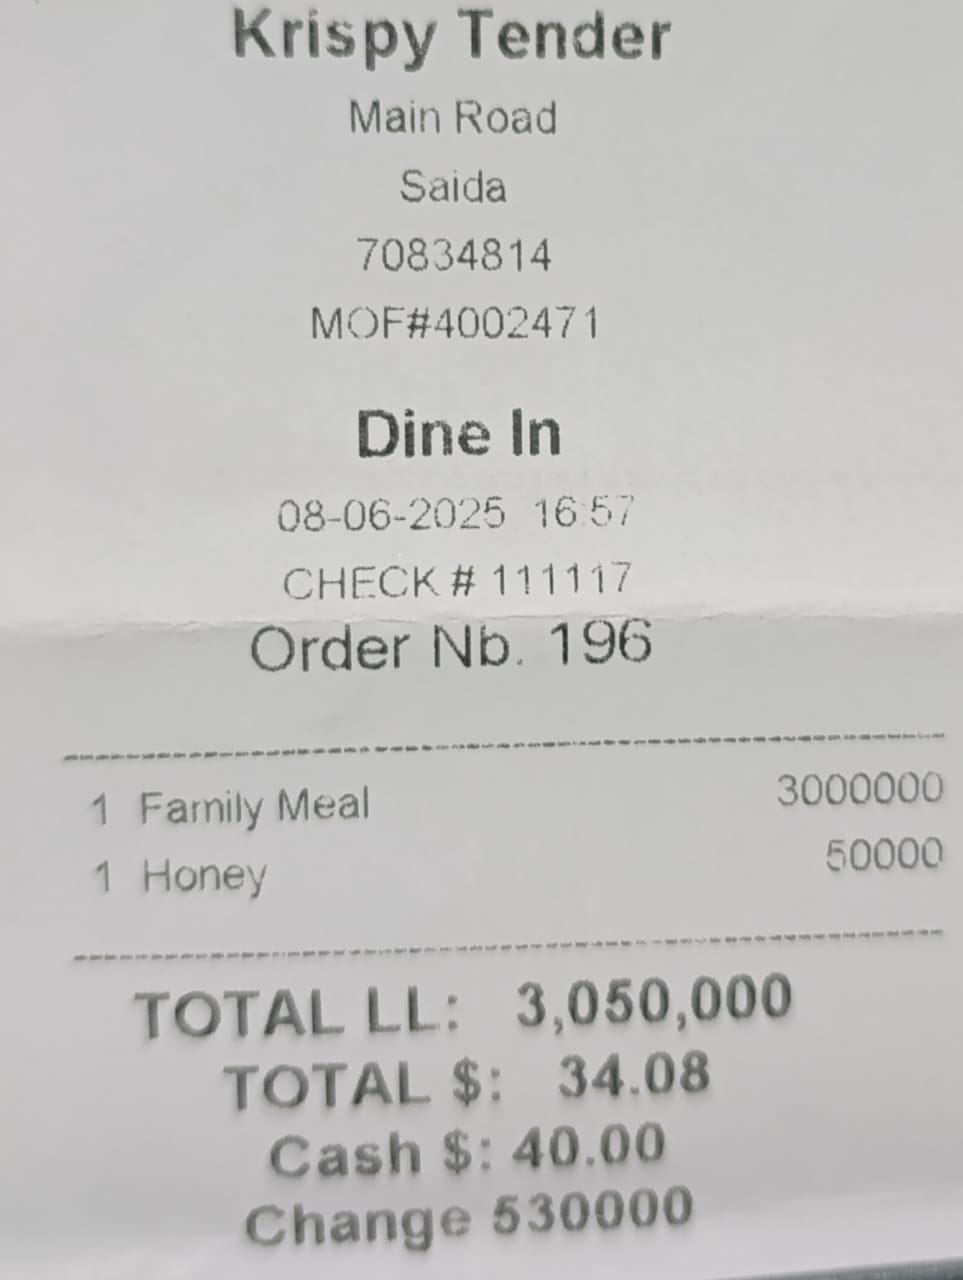 Krispy Tender
Main Road
Saida
70834814
MOF#4002471
Dine In
08-06-2025 16:57
CHECK # 111117
Order Nb. 196
1 Family Meal 3000000
1 Honey 50000
TOTAL LL: 3,050,000
TOTAL $: 34.08
Cash $: 40.00
Change 530000